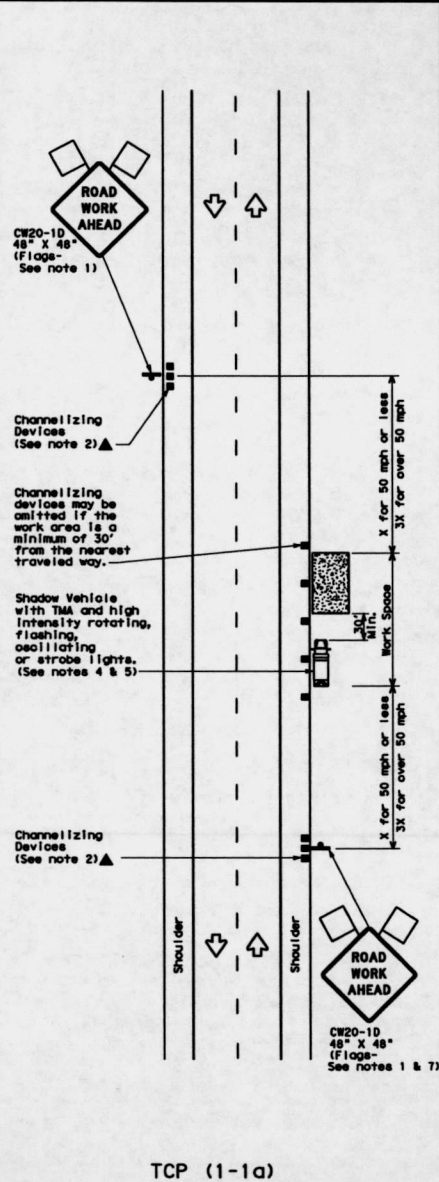 ROAD
WORK
AHEAD
CW20-1D
48" X 48"
(Flags-
See note 1)
Channelizing
Devices
(See note 2)▲
X for 50 mph or less
3X for over 50 mph
Channelizing
devices may be
omitted if the
work area is a
minimum of 30'
from the nearest
traveled way.
Shadow Vehicle
with TMA and high
intensity rotating,
flashing,
oscillating
or strobe lights.
(See notes 4 & 5)
30'
Min.
Work Space
X for 50 mph or less
3X for over 50 mph
Channelizing
Devices
(See note 2)▲
Shoulder
Shoulder
ROAD
WORK
AHEAD
CW20-1D
48" X 48"
(Flags-
See notes 1 & 7)
TCP (1-1a)